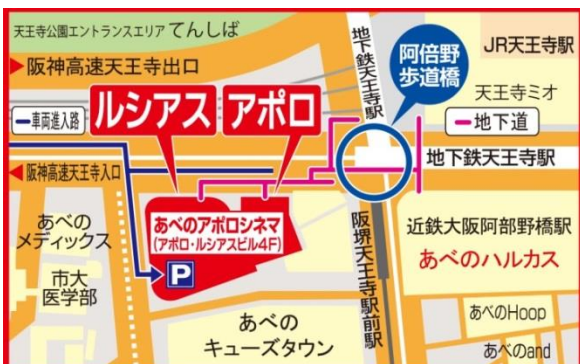 天王寺公園エントランスエリア てんしば
▶阪神高速天王寺出口
車両進入路
ルシアス
アポロ
地下鉄天王寺駅
阿倍野
歩道橋
JR天王寺駅
天王寺ミオ
地下道
地下鉄天王寺駅
◀阪神高速天王寺入口
あべの
メディックス
市大
医学部
あべのアポロシネマ
(アポロ・ルシアスビル4F)
P
あべの
キューズタウン
阪堺天王寺駅前駅
近鉄大阪阿部野橋駅
あべのハルカス
あべのHoop
あべのand